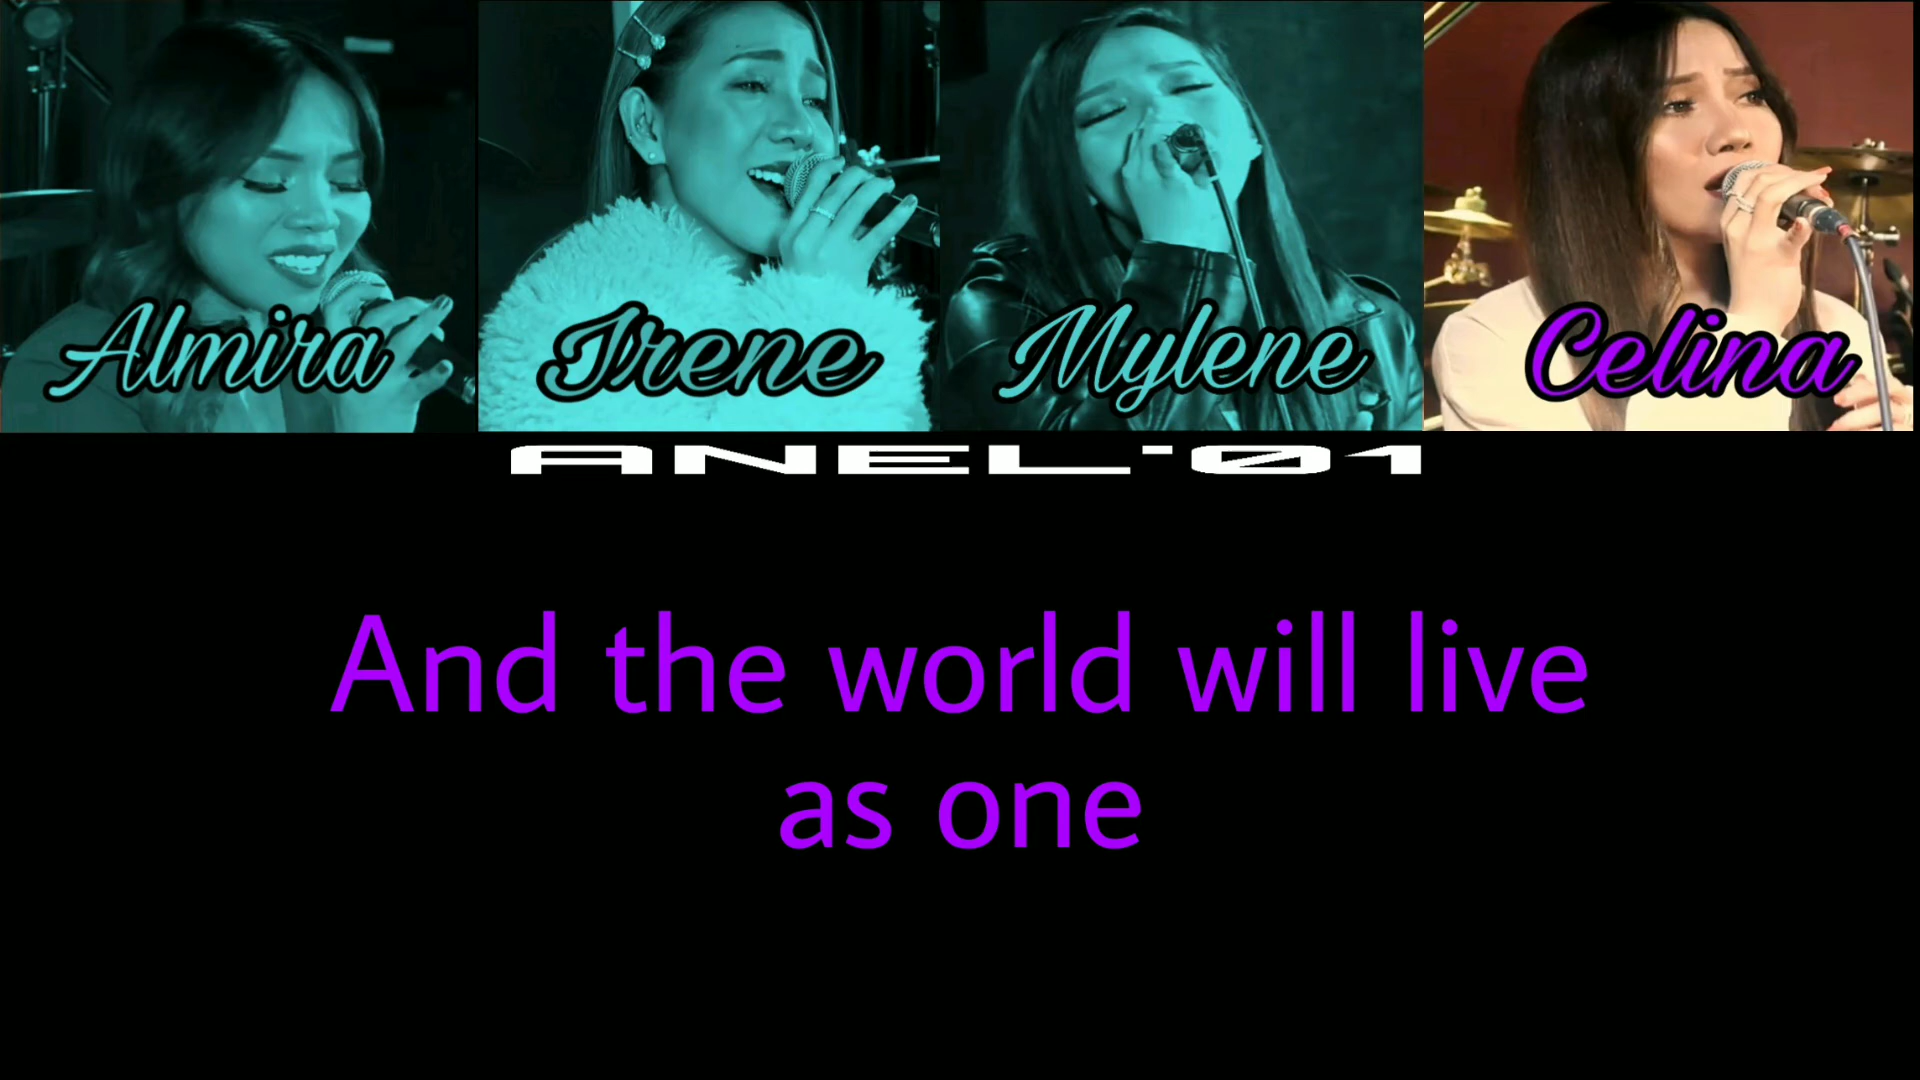 Almira
Irene
Mylene
Celina
ANEL'01
And the world will live
as one